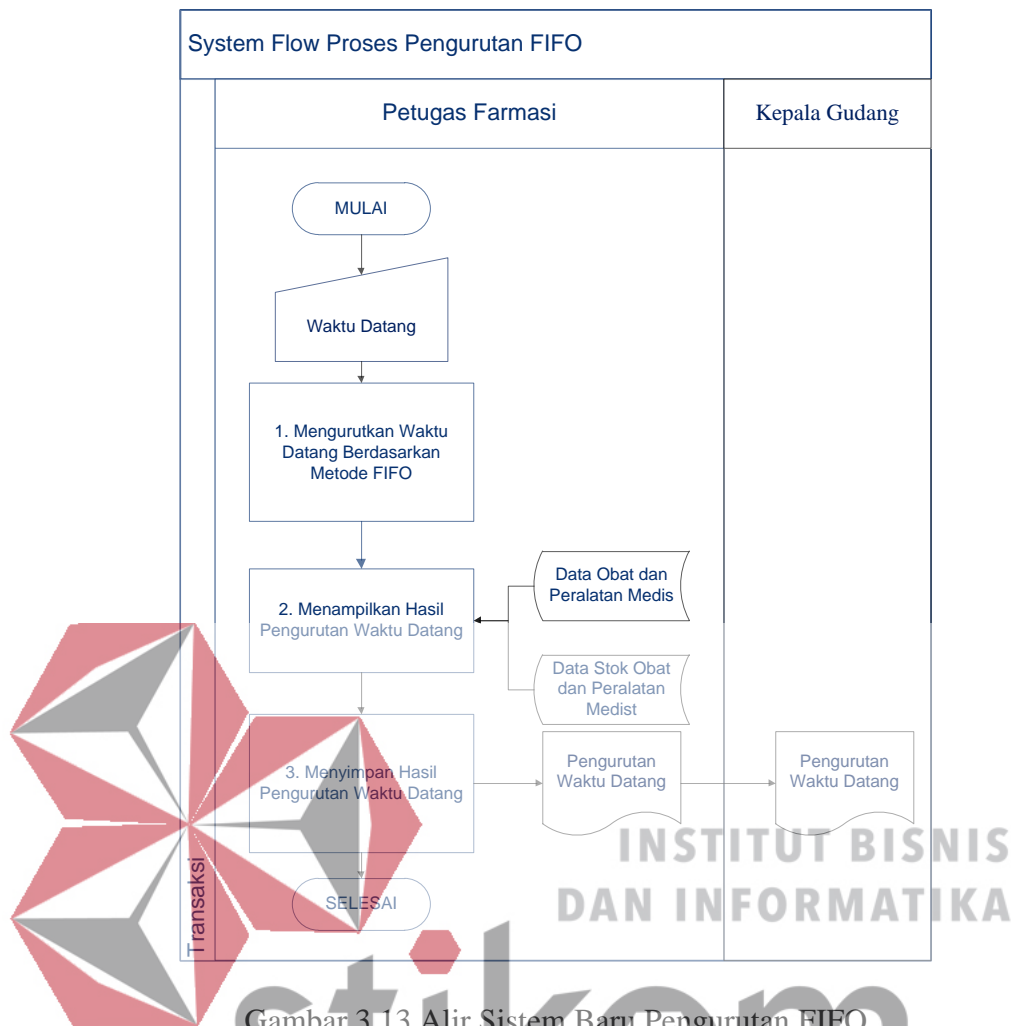 System Flow Proses Pengurutan FIFO
Petugas Farmasi
Kepala Gudang
MULAI
Waktu Datang
1. Mengurutkan Waktu
Datang Berdasarkan
Metode FIFO
2. Menampilkan Hasil
Pengurutan Waktu Datang
Data Obat dan
Peralatan Medis
Data Stok Obat
dan Peralatan
Medist
3. Menyimpan Hasil
Pengurutan Waktu Datang
Pengurutan
Waktu Datang
Pengurutan
Waktu Datang
SELESAI
Transaksi
INSTITUT BISNIS
DAN INFORMATIKA
stikom
Gambar 3.13 Alir Sistem Baru Pengurutan FIFO